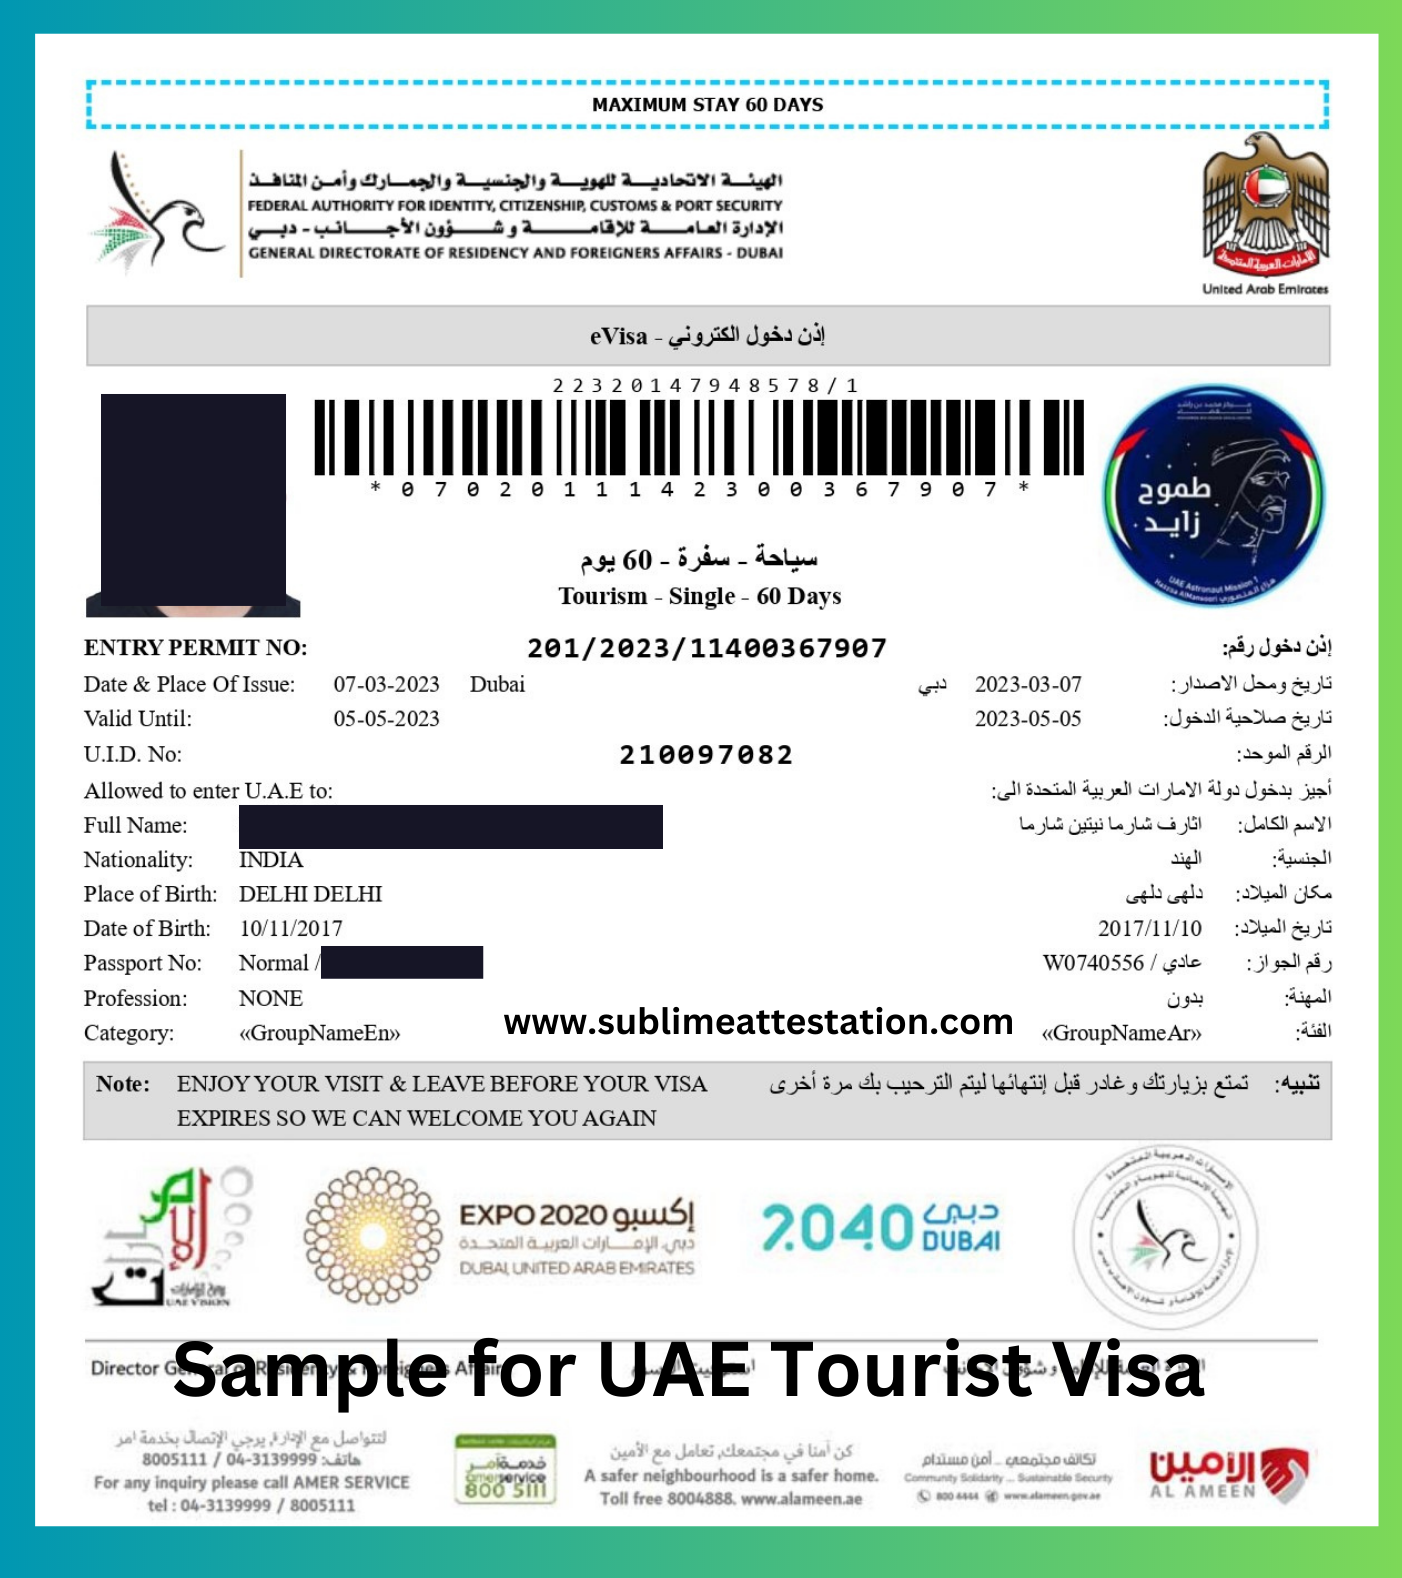 MAXIMUM STAY 60 DAYS
الهيئة الاتحادية للهوية والجنسية والجمارك وأمن المنافذ
FEDERAL AUTHORITY FOR IDENTITY, CITIZENSHIP, CUSTOMS & PORT SECURITY
الإدارة العامة للإقامة و شؤون الأجانب - دبي
GENERAL DIRECTORATE OF RESIDENCY AND FOREIGNERS AFFAIRS - DUBAI
الإمارات العربية المتحدة
United Arab Emirates
eVisa - إذن دخول الكتروني
22320147948578/1
*0702011142300367907*
طموح
زايد
UAE Astronaut Mission 1
Hazzaa AlMansoori هزاع المنصوري
سياحة - سفرة - 60 يوم
Tourism - Single - 60 Days
ENTRY PERMIT NO: 201/2023/11400367907 إذن دخول رقم:
Date & Place Of Issue: 07-03-2023 Dubai دبي 2023-03-07 تاريخ ومحل الاصدار:
Valid Until: 05-05-2023 2023-05-05 تاريخ صلاحية الدخول:
U.I.D. No: 210097082 الرقم الموحد:
Allowed to enter U.A.E to: أجيز بدخول دولة الامارات العربية المتحدة الى:
Full Name: اثارف شارما نيتين شارما الاسم الكامل:
Nationality: INDIA الهند الجنسية:
Place of Birth: DELHI DELHI دلهى دلهى مكان الميلاد:
Date of Birth: 10/11/2017 2017/11/10 تاريخ الميلاد:
Passport No: Normal / عادي / W0740556 رقم الجواز:
Profession: NONE بدون المهنة:
Category: «GroupNameEn» «GroupNameAr» الفئة:
www.sublimeattestation.com
Note: ENJOY YOUR VISIT & LEAVE BEFORE YOUR VISA تنبيه: تمتع بزيارتك وغادر قبل إنتهائها ليتم الترحيب بك مرة أخرى
EXPIRES SO WE CAN WELCOME YOU AGAIN
UAE VISION
EXPO 2020 إكسبو
دبي، الإمارات العربية المتحدة
DUBAI, UNITED ARAB EMIRATES
2040 دبي
DUBAI
Director General of Residency & Foreigners Affairs
Sample for UAE Tourist Visa
للتواصل مع الإدارة, يرجي الإتصال بخدمة امر
هاتف: 04-3139999 / 8005111
For any inquiry please call AMER SERVICE
tel : 04-3139999 / 8005111
خدمة آمر
amer service
800 5111
كن آمنا في مجتمعك, تعامل مع الأمين
A safer neighbourhood is a safer home.
Toll free 8004888. www.alameen.ae
تكاتف مجتمعي .. أمن مستدام
Community Solidarity ... Sustainable Security
800 4444 www.alameen.gov.ae
الأمين
AL AMEEN